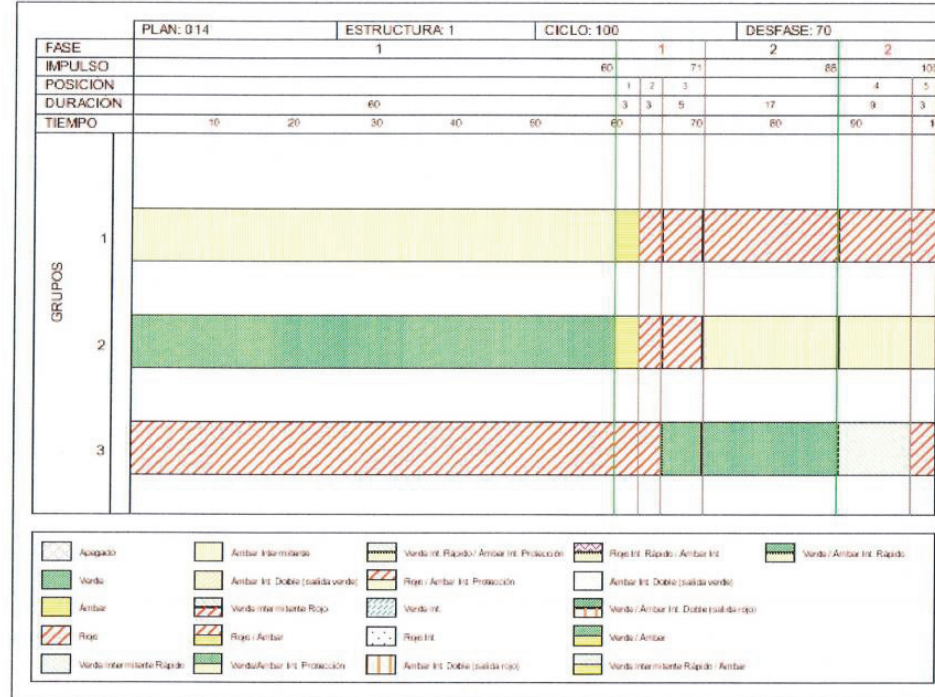 PLAN: 014 ESTRUCTURA: 1 CICLO: 100 DESFASE: 70
FASE 1 1 2 2
IMPULSO 60 71 88 100
POSICION 1 2 3 4 5
DURACIÓN 60 3 3 5 17 9 3
TIEMPO 10 20 30 40 50 60 70 80 90 1
GRUPOS
1
2
3
Apagado Ambar Intermitente Verde Int. Rápido / Ambar Int. Protección Rojo Int. Rápido / Ambar Int Verde / Ambar Int. Rápido
Verde Ambar Int. Doble (salida verde) Rojo / Ambar Int. Protección Ambar Int. Doble (salida verde)
Ambar Verde Intermitente Rojo Verde Int. Verde / Ambar Int. Doble (salida rojo)
Rojo Rojo / Ambar Rojo Int. Verde / Ambar
Verde Intermitente Rápido Verde/Ambar Int. Protección Ambar Int. Doble (salida rojo) Verde Intermitente Rápido / Ambar